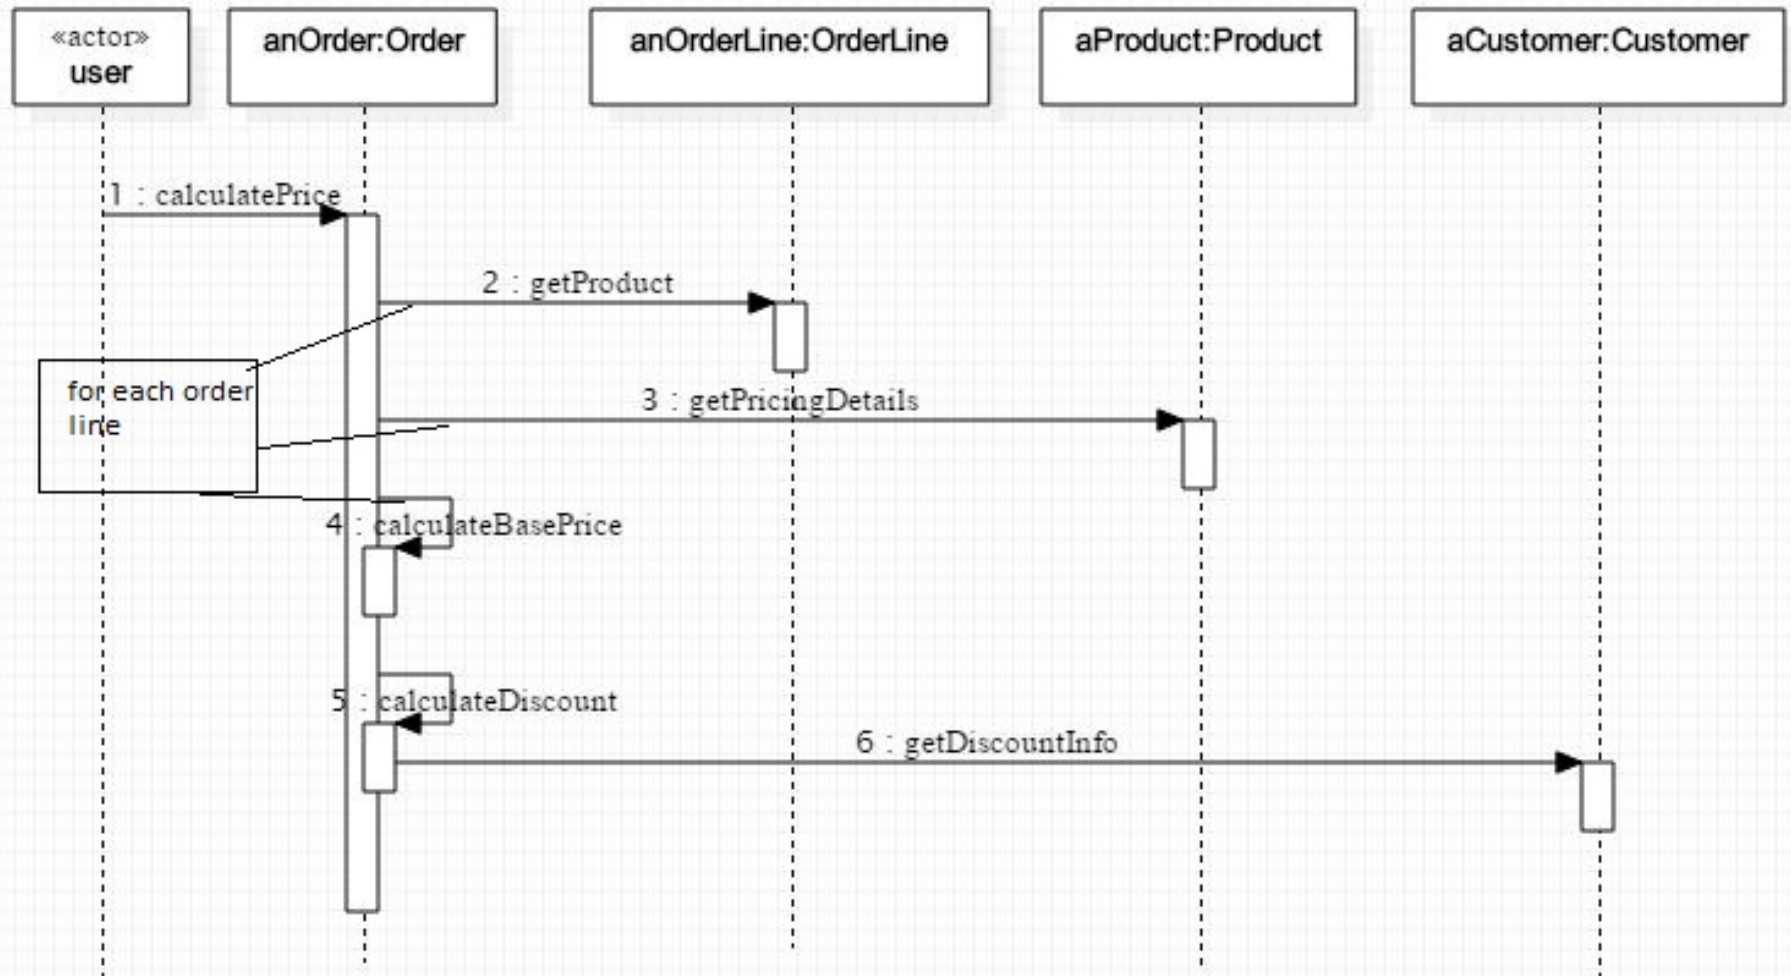 «actor»
user
anOrder:Order
anOrderLine:OrderLine
aProduct:Product
aCustomer:Customer
1 : calculatePrice
2 : getProduct
for each order
line
3 : getPricingDetails
4 : calculateBasePrice
5 : calculateDiscount
6 : getDiscountInfo